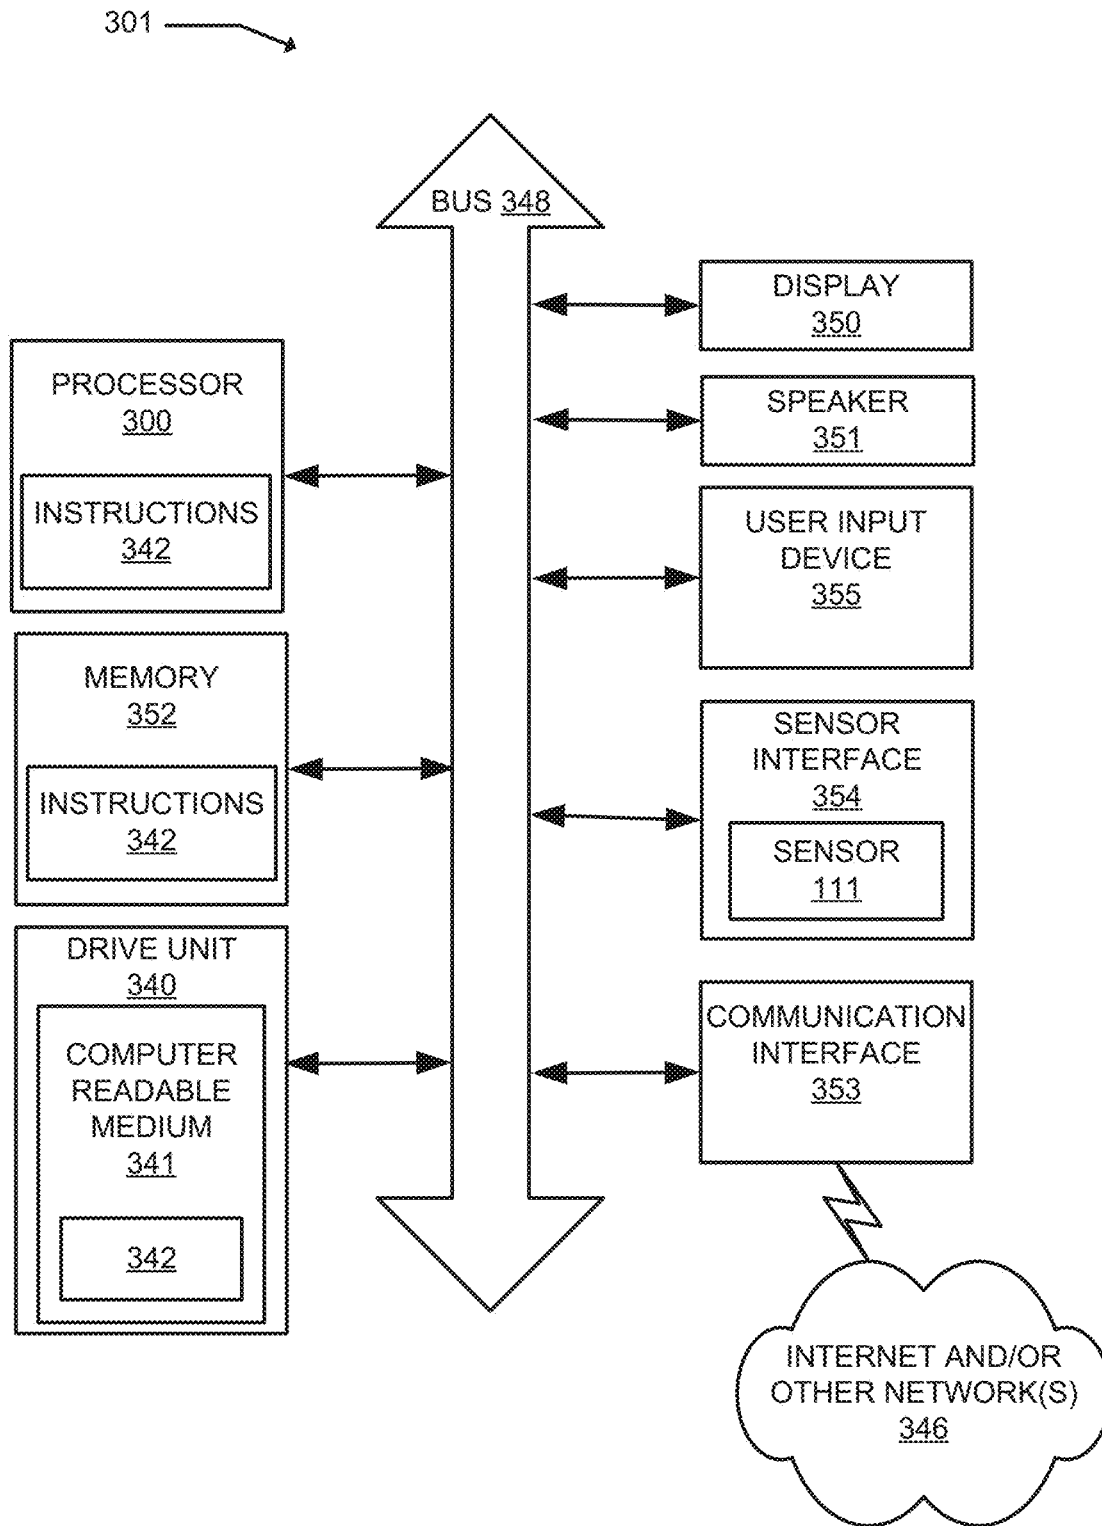 301
BUS 348
PROCESSOR
300
INSTRUCTIONS
342
MEMORY
352
INSTRUCTIONS
342
DRIVE UNIT
340
COMPUTER
READABLE
MEDIUM
341
342
DISPLAY
350
SPEAKER
351
USER INPUT
DEVICE
355
SENSOR
INTERFACE
354
SENSOR
111
COMMUNICATION
INTERFACE
353
INTERNET AND/OR
OTHER NETWORK(S)
346